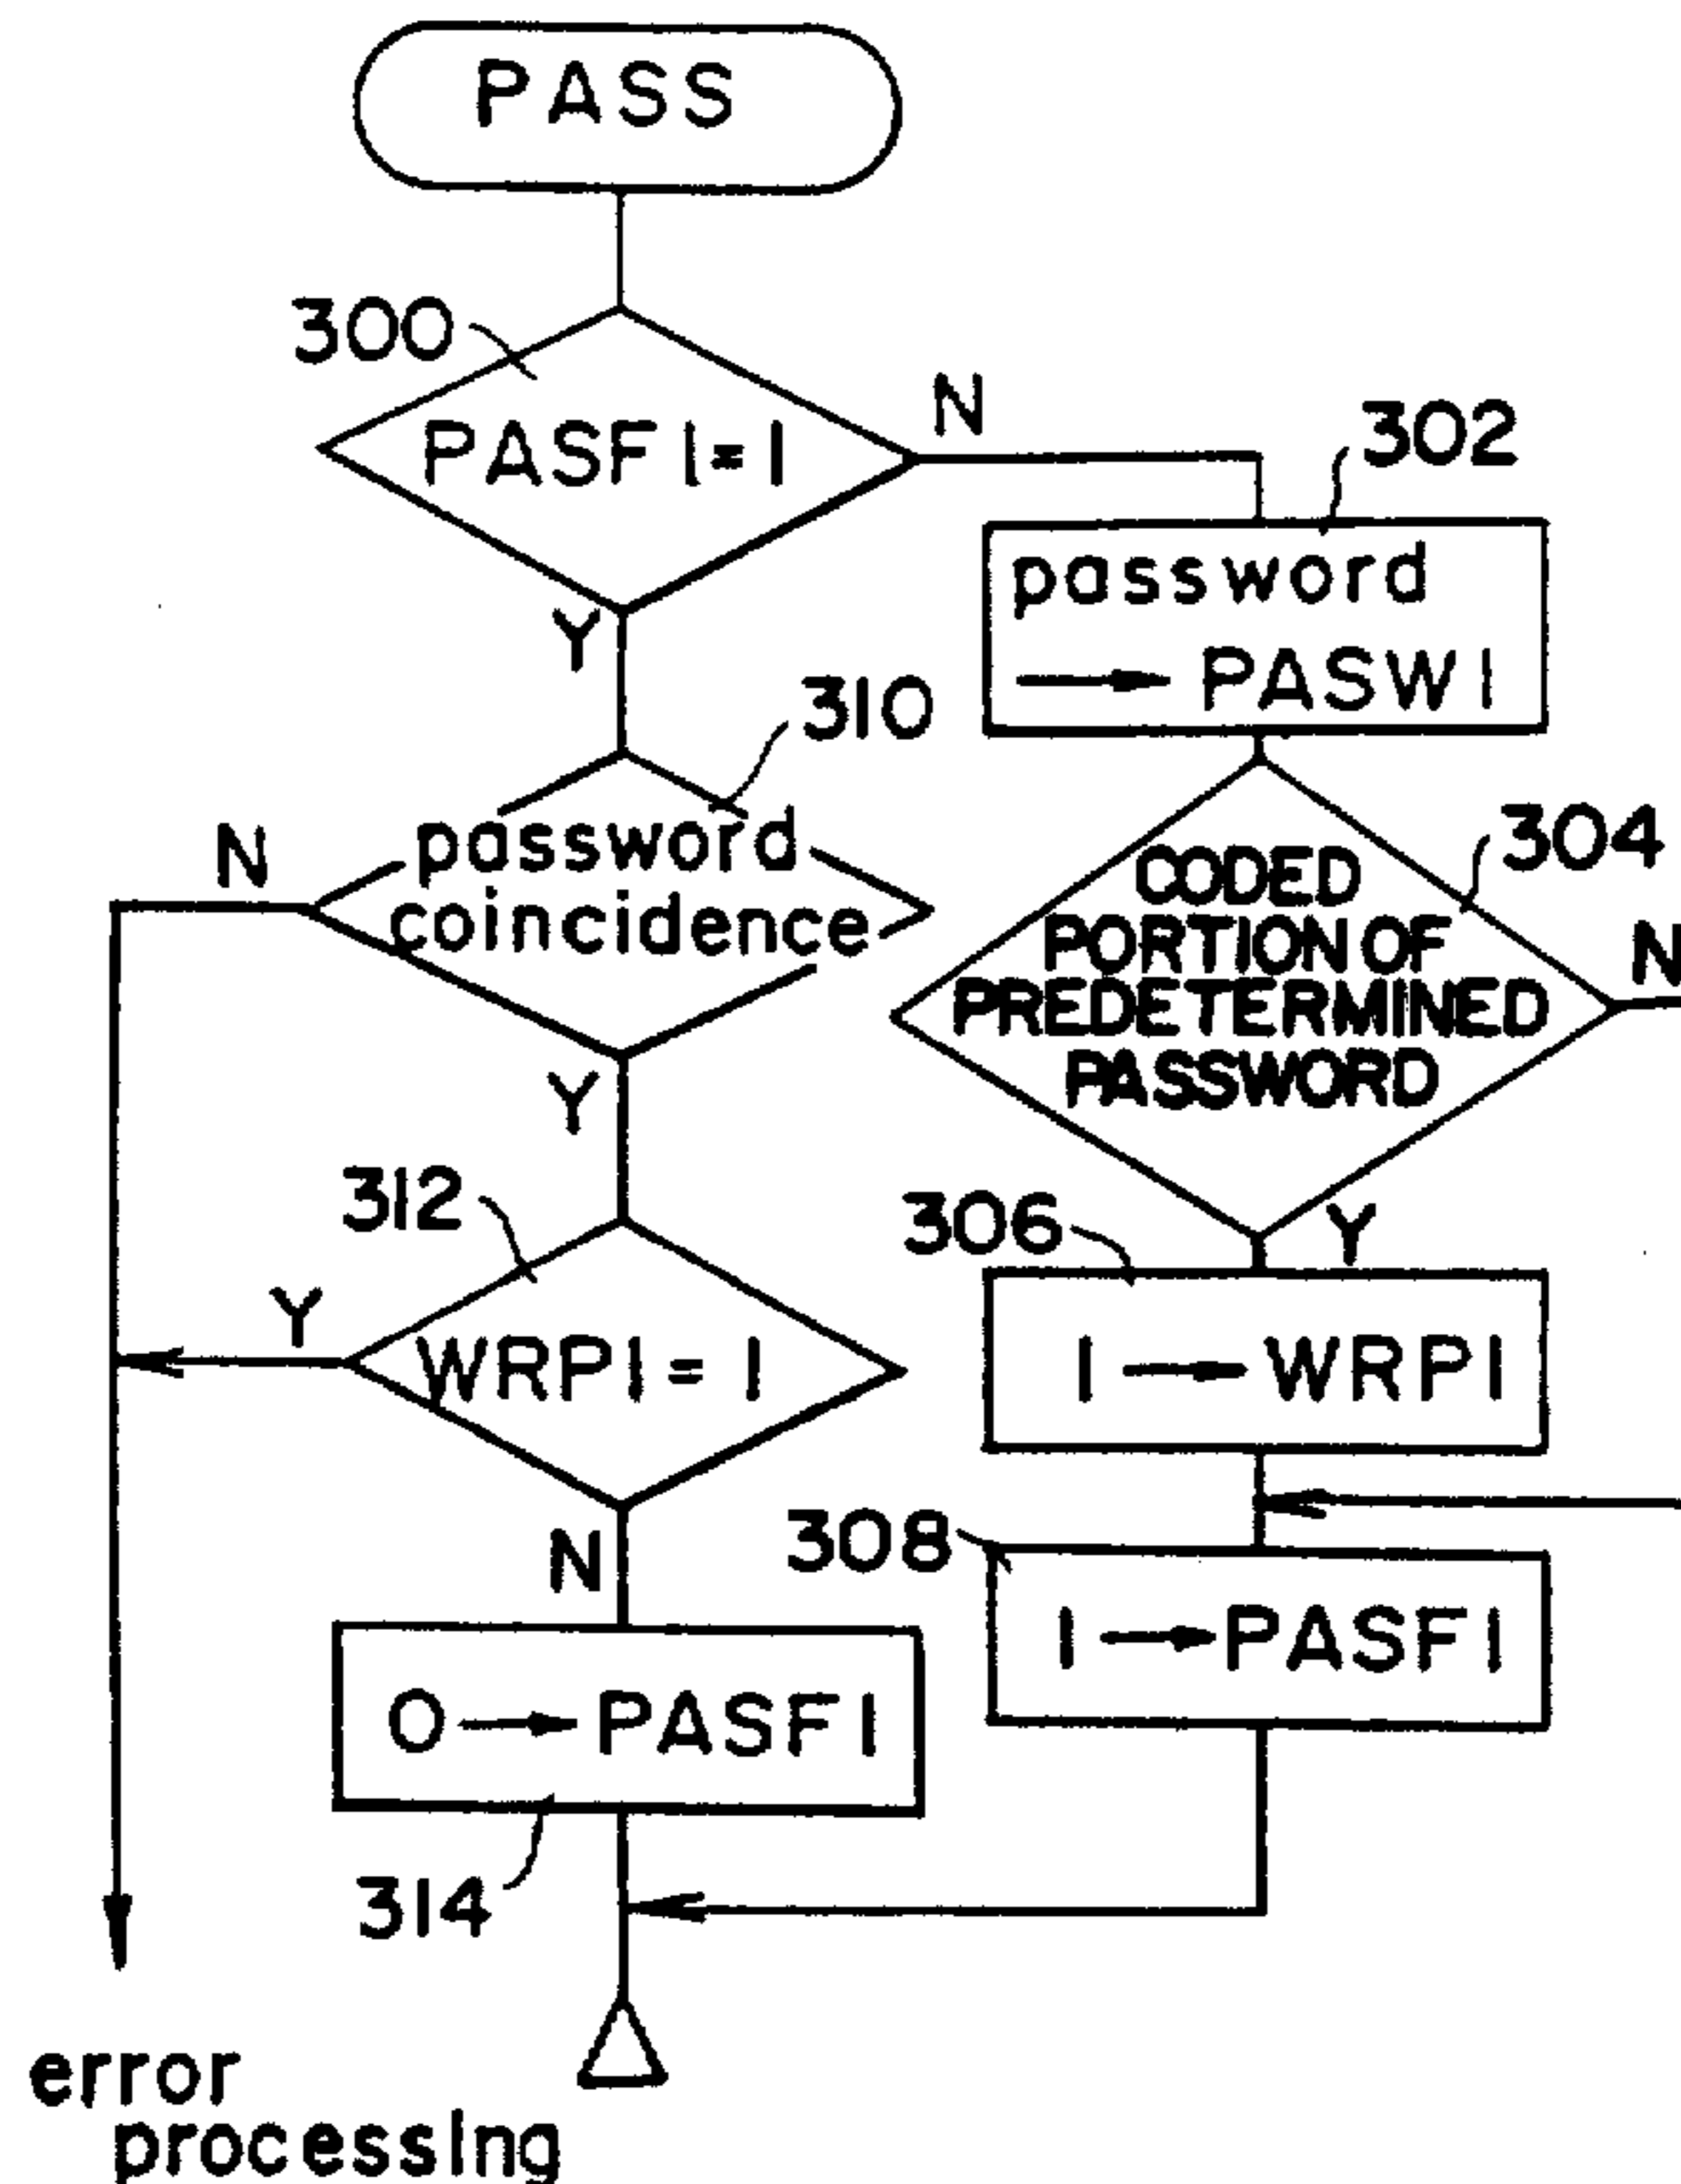 PASS
300
PASF1=1
N
Y
302
password
→ PASW1
310
password
coincidence
N
Y
304
CODED
PORTION OF
PREDETERMINED
PASSWORD
N
Y
312
WRP1=1
Y
N
306
1→WRP1
308
1→PASF1
0→PASF1
314
error
processing